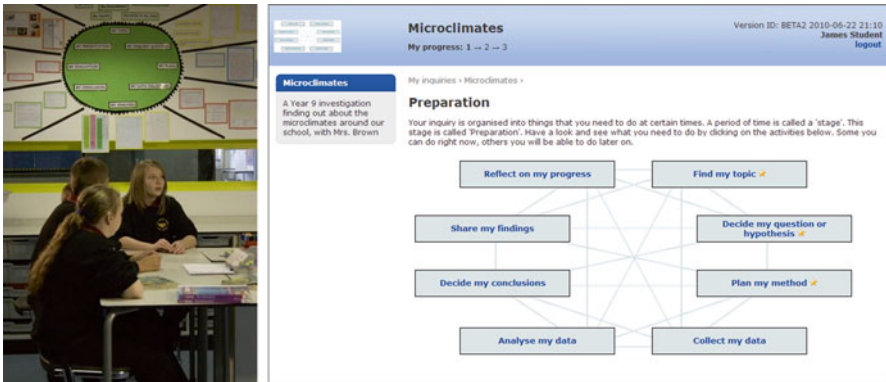 Microclimates
My progress: 1 → 2 → 3
Version ID: BETA2 2010-06-22 21:10
James Student
logout
Microclimates
A Year 9 investigation
finding out about the
microclimates around our
school, with Mrs. Brown
My inquiries › Microclimates ›
Preparation
Your inquiry is organised into things that you need to do at certain times. A period of time is called a 'stage'. This
stage is called 'Preparation'. Have a look and see what you need to do by clicking on the activities below. Some you
can do right now, others you will be able to do later on.
Reflect on my progress
Find my topic
Share my findings
Decide my question or
hypothesis
Decide my conclusions
Plan my method
Analyse my data
Collect my data